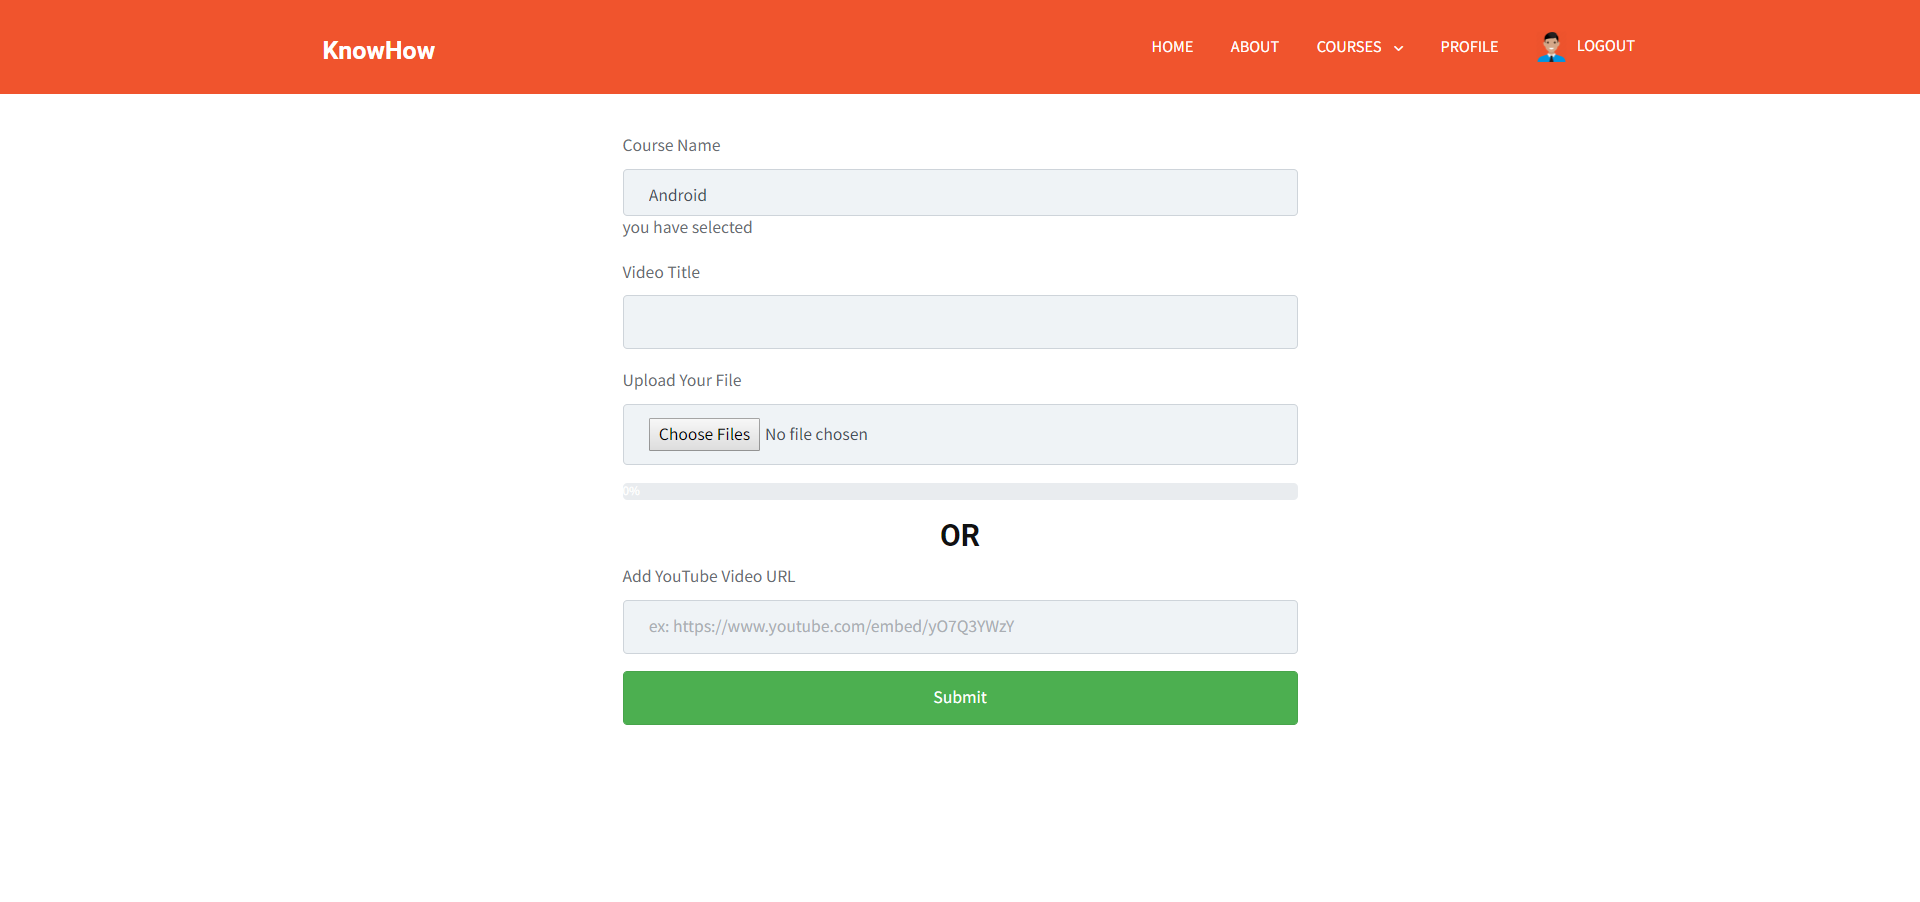 KnowHow
HOME ABOUT COURSES PROFILE LOGOUT
Course Name
Android
you have selected
Video Title
Upload Your File
Choose Files No file chosen
0%
OR
Add YouTube Video URL
ex: https://www.youtube.com/embed/yO7Q3YWzY
Submit